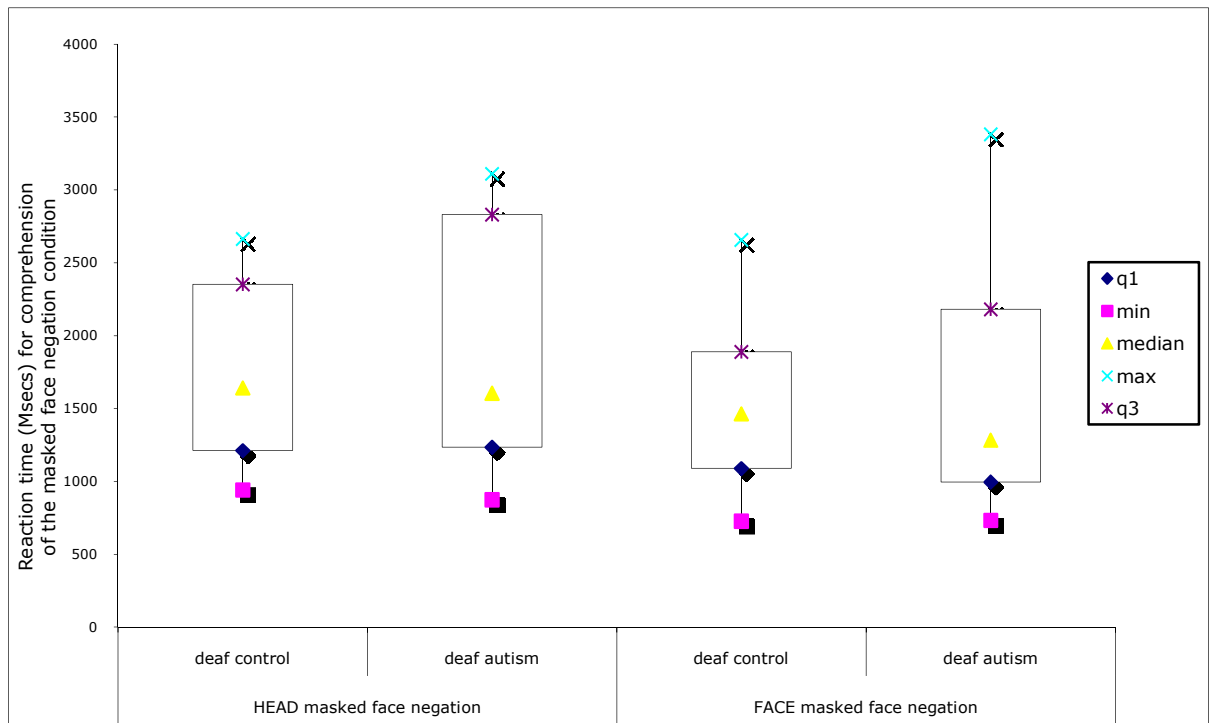 Reaction time (Msecs) for comprehension
of the masked face negation condition
4000
3500
3000
2500
2000
1500
1000
500
0
q1
min
median
max
q3
deaf control
deaf autism
deaf control
deaf autism
HEAD masked face negation
FACE masked face negation